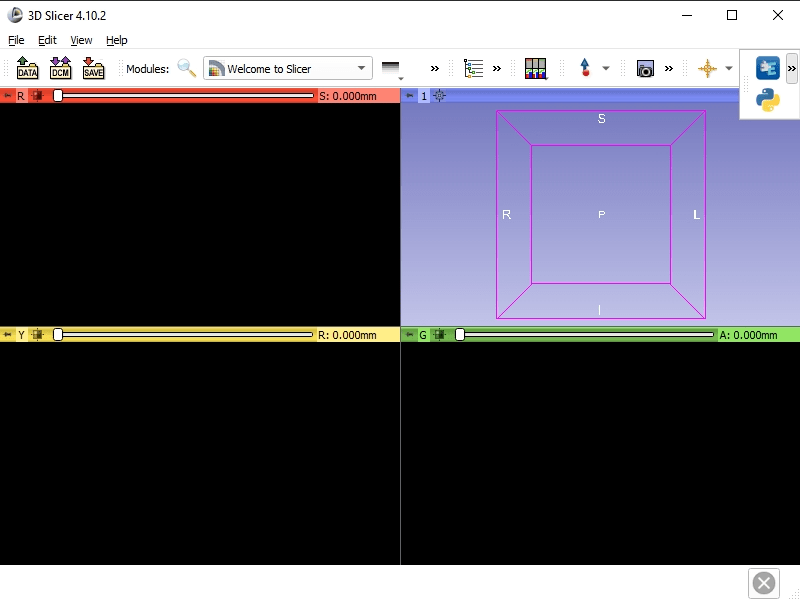 3D Slicer 4.10.2
File Edit View Help
DATA DCM SAVE Modules: Welcome to Slicer
R S: 0.000mm
1
S
R P L
I
Y R: 0.000mm
G A: 0.000mm